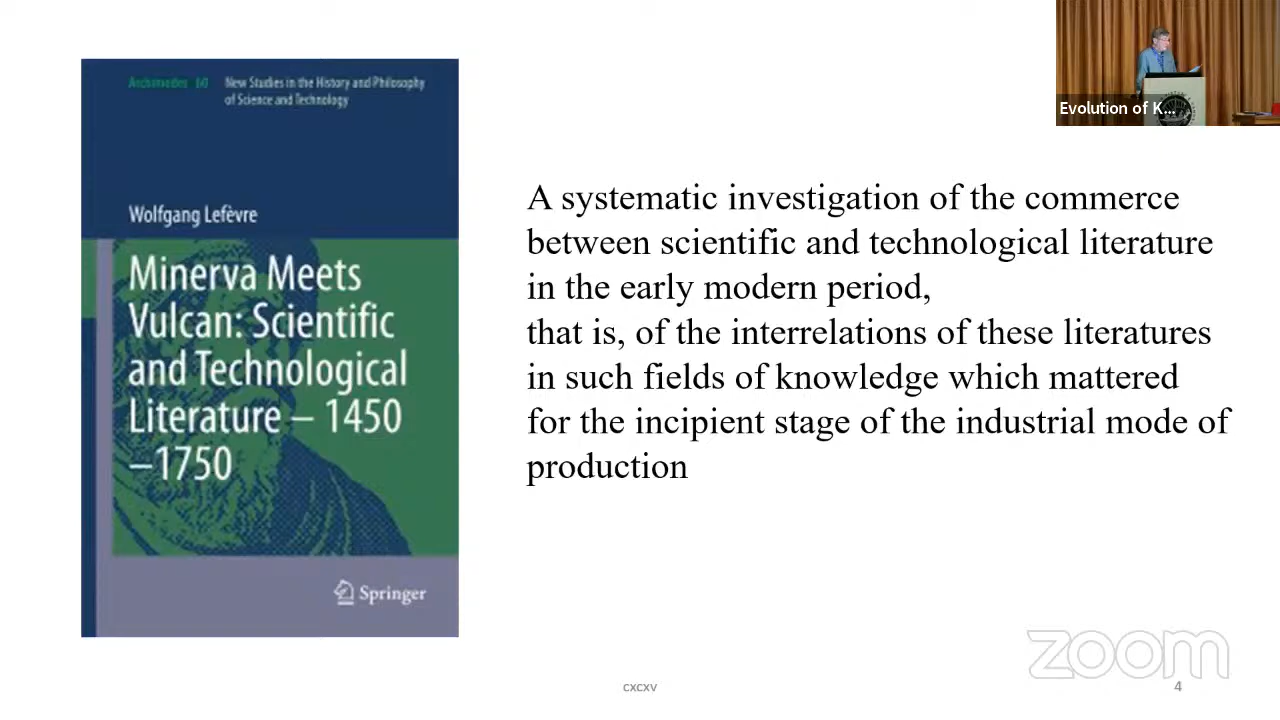 Archimedes 60 New Studies in the History and Philosophy
of Science and Technology
Wolfgang Lefèvre
Minerva Meets
Vulcan: Scientific
and Technological
Literature – 1450
–1750
Springer
A systematic investigation of the commerce
between scientific and technological literature
in the early modern period,
that is, of the interrelations of these literatures
in such fields of knowledge which mattered
for the incipient stage of the industrial mode of
production
Evolution of K...
zoom
CXCXV
4